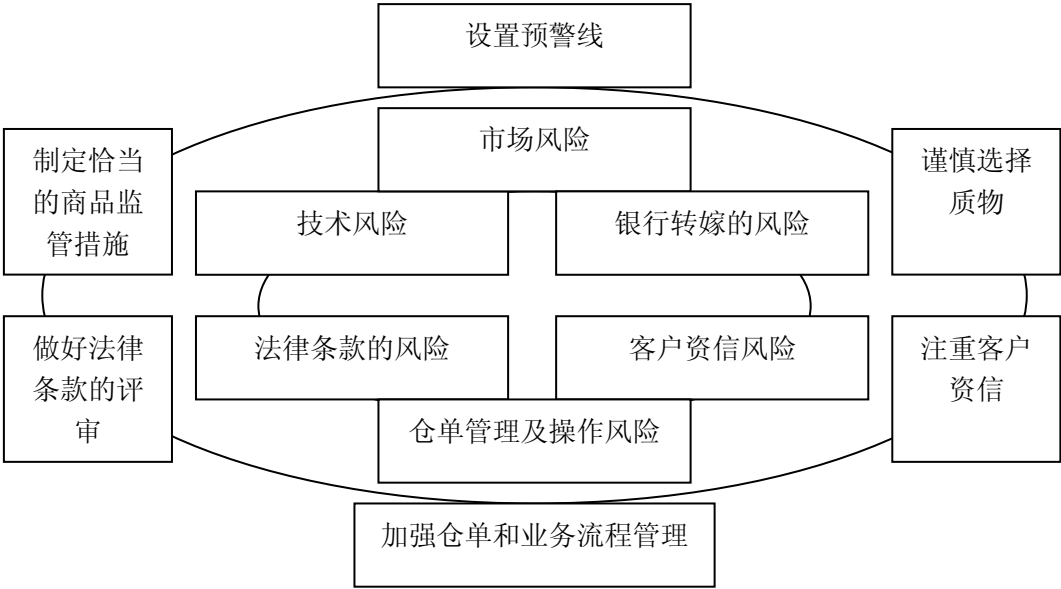 设置预警线
市场风险
制定恰当
的商品监
管措施
技术风险
银行转嫁的风险
谨慎选择
质物
做好法律
条款的评
审
法律条款的风险
客户资信风险
注重客户
资信
仓单管理及操作风险
加强仓单和业务流程管理